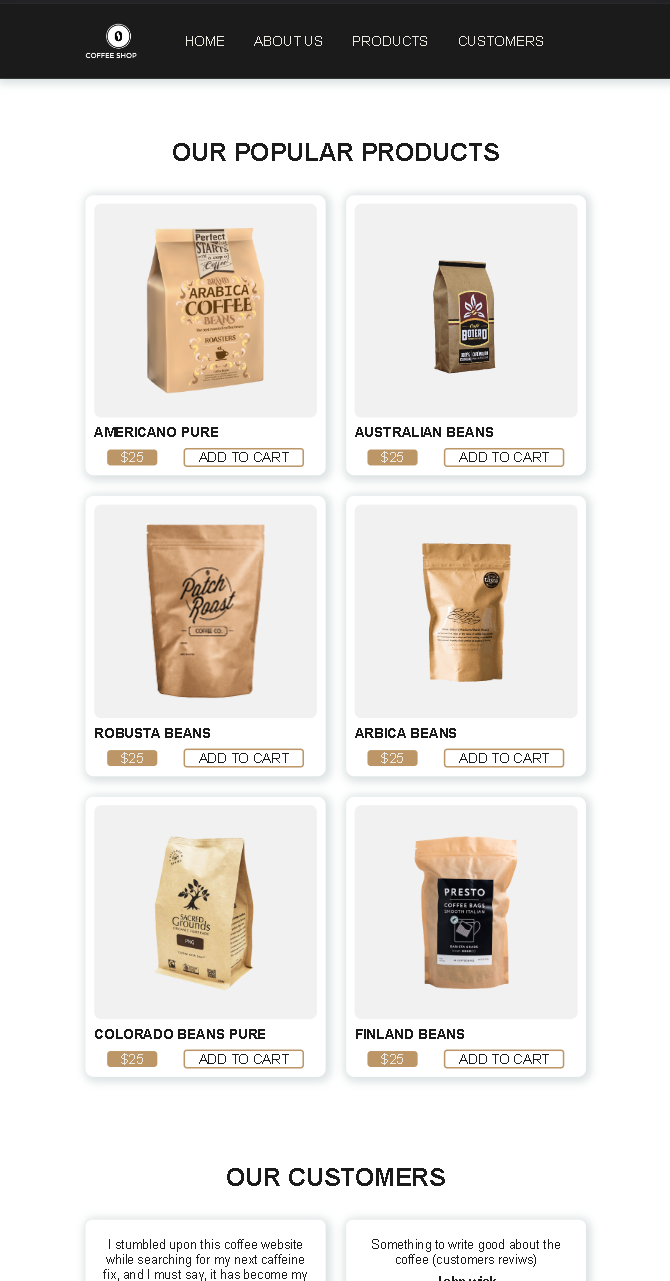 COFFEE SHOP
HOME ABOUT US PRODUCTS CUSTOMERS
OUR POPULAR PRODUCTS
Perfect
STARTS
Coffee
BRAND
ARABICA
COFFEE
BEANS
ROASTERS
Café
BOTERO
AMERICANO PURE
$25 ADD TO CART
AUSTRALIAN BEANS
$25 ADD TO CART
Patch
Roast
COFFEE CO.
ROBUSTA BEANS
$25 ADD TO CART
ARBICA BEANS
$25 ADD TO CART
SACRED
Grounds
PNG
PRESTO
COFFEE BAGS
SMOOTH ITALIAN
COLORADO BEANS PURE
$25 ADD TO CART
FINLAND BEANS
$25 ADD TO CART
OUR CUSTOMERS
I stumbled upon this coffee website
while searching for my next caffeine
fix, and I must say, it has become my
Something to write good about the
coffee (customers reviws)
John wick